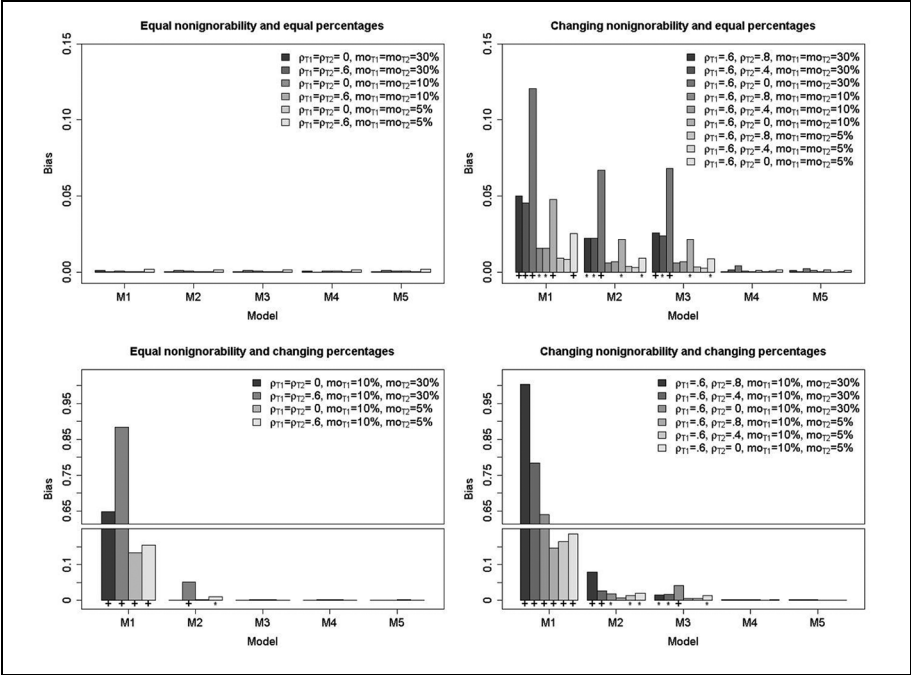 Equal nonignorability and equal percentages
0.15
0.10
0.05
0.00
Bias
ρT1=ρT2= 0, moT1=moT2=30%
ρT1=ρT2=.6, moT1=moT2=30%
ρT1=ρT2= 0, moT1=moT2=10%
ρT1=ρT2=.6, moT1=moT2=10%
ρT1=ρT2= 0, moT1=moT2=5%
ρT1=ρT2=.6, moT1=moT2=5%
M1 M2 M3 M4 M5
Model
Changing nonignorability and equal percentages
0.15
0.10
0.05
0.00
Bias
ρT1=.6, ρT2=.8, moT1=moT2=30%
ρT1=.6, ρT2=.4, moT1=moT2=30%
ρT1=.6, ρT2= 0, moT1=moT2=30%
ρT1=.6, ρT2=.8, moT1=moT2=10%
ρT1=.6, ρT2=.4, moT1=moT2=10%
ρT1=.6, ρT2= 0, moT1=moT2=10%
ρT1=.6, ρT2=.8, moT1=moT2=5%
ρT1=.6, ρT2=.4, moT1=moT2=5%
ρT1=.6, ρT2= 0, moT1=moT2=5%
+++**+ + **+ * * +*+ * *
M1 M2 M3 M4 M5
Model
Equal nonignorability and changing percentages
0.95
0.85
0.75
0.65
0.1
0
Bias
ρT1=ρT2= 0, moT1=10%, moT2=30%
ρT1=ρT2=.6, moT1=10%, moT2=30%
ρT1=ρT2= 0, moT1=10%, moT2=5%
ρT1=ρT2=.6, moT1=10%, moT2=5%
+ + + + + *
M1 M2 M3 M4 M5
Model
Changing nonignorability and changing percentages
0.95
0.85
0.75
0.65
0.1
0
Bias
ρT1=.6, ρT2=.8, moT1=10%, moT2=30%
ρT1=.6, ρT2=.4, moT1=10%, moT2=30%
ρT1=.6, ρT2= 0, moT1=10%, moT2=30%
ρT1=.6, ρT2=.8, moT1=10%, moT2=5%
ρT1=.6, ρT2=.4, moT1=10%, moT2=5%
ρT1=.6, ρT2= 0, moT1=10%, moT2=5%
++++++ ++* ** **+ *
M1 M2 M3 M4 M5
Model